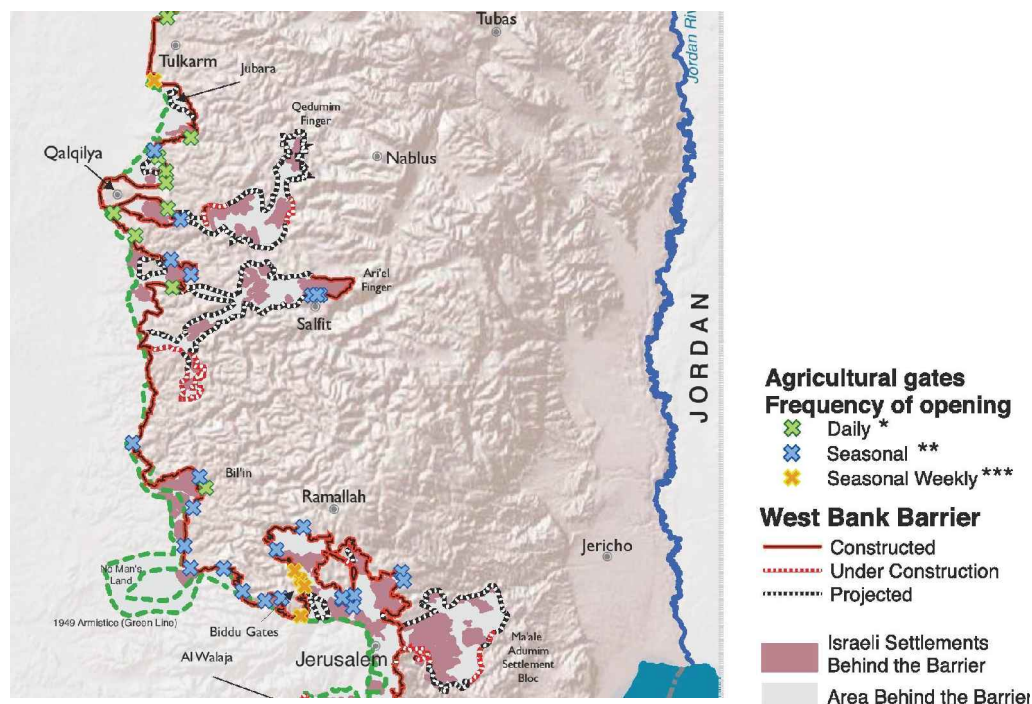 Tubas
Tulkarm
Jubara
Jordan Riv
Qedumim
Finger
Qalqilya
Nablus
Ari'el
Finger
Salfit
JORDAN
Bil'in
Ramallah
Jericho
No Man's
Land
1949 Armistice (Green Line)
Biddu Gates
Al Walaja
Jerusalem
Ma'ale
Adumim
Settlement
Bloc
Agricultural gates
Frequency of opening
Daily *
Seasonal **
Seasonal Weekly ***
West Bank Barrier
Constructed
Under Construction
Projected
Israeli Settlements
Behind the Barrier
Area Behind the Barrier